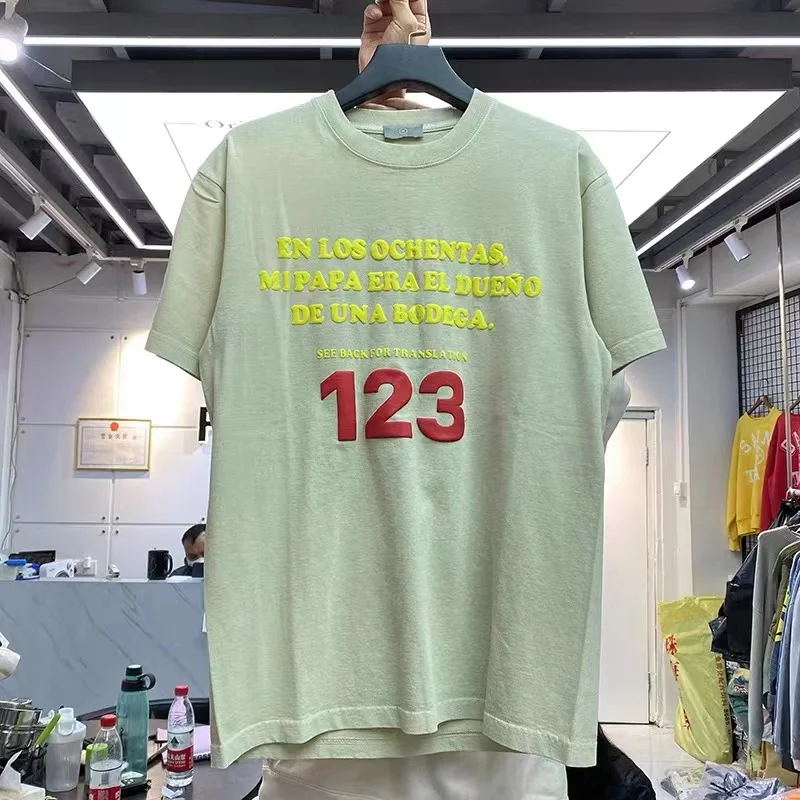 EN LOS OCHENTAS,
MI PAPA ERA EL DUEÑO
DE UNA BODEGA.
SEE BACK FOR TRANSLATION
123